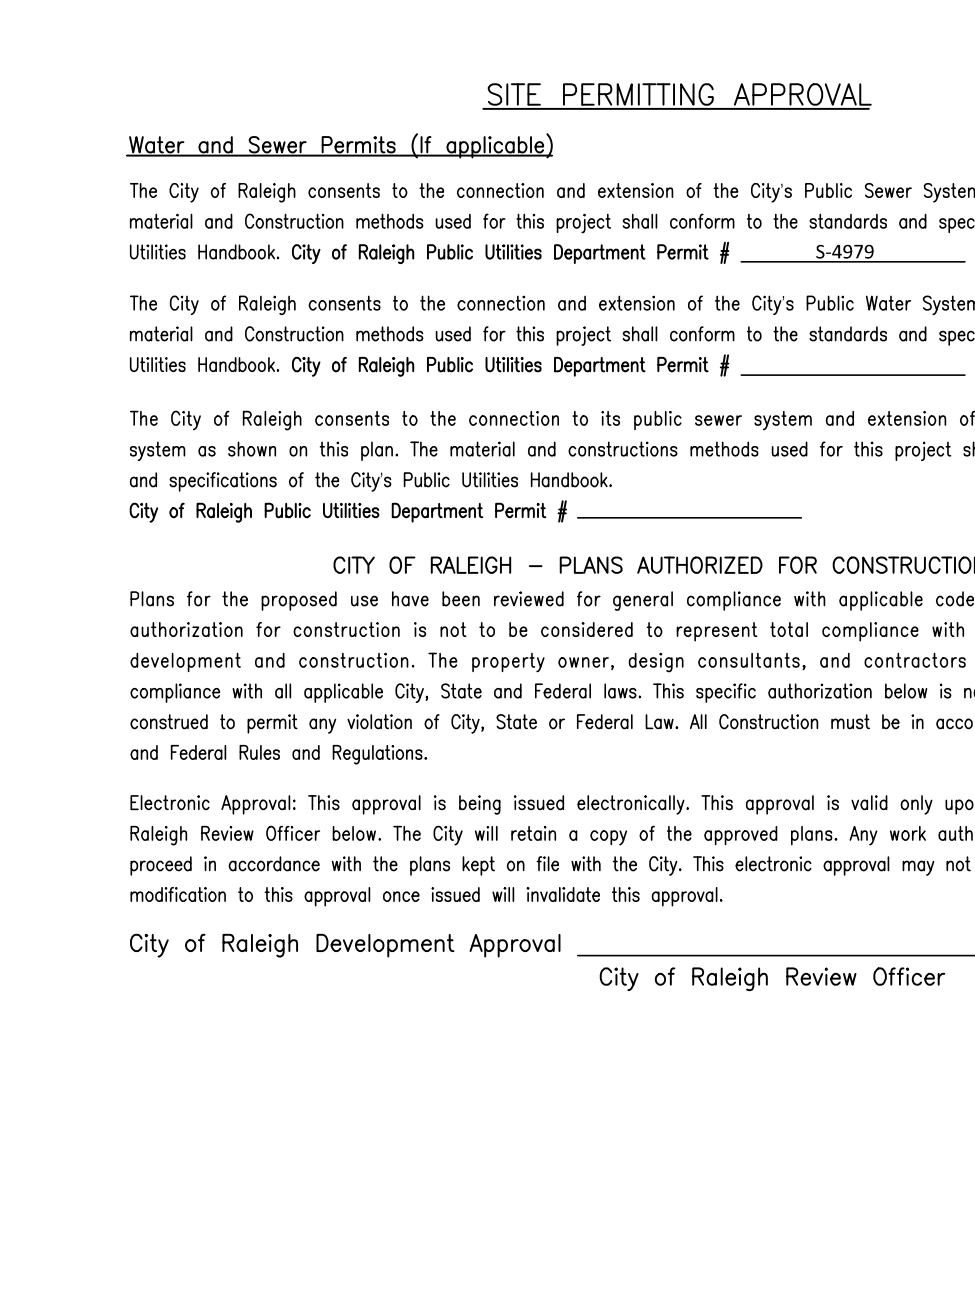 SITE PERMITTING APPROVAL
Water and Sewer Permits (If applicable)
The City of Raleigh consents to the connection and extension of the City's Public Sewer System
material and Construction methods used for this project shall conform to the standards and spec
Utilities Handbook. City of Raleigh Public Utilities Department Permit # S-4979
The City of Raleigh consents to the connection and extension of the City's Public Water System
material and Construction methods used for this project shall conform to the standards and spec
Utilities Handbook. City of Raleigh Public Utilities Department Permit #
The City of Raleigh consents to the connection to its public sewer system and extension of
system as shown on this plan. The material and constructions methods used for this project sh
and specifications of the City's Public Utilities Handbook.
City of Raleigh Public Utilities Department Permit #
CITY OF RALEIGH – PLANS AUTHORIZED FOR CONSTRUCTION
Plans for the proposed use have been reviewed for general compliance with applicable code
authorization for construction is not to be considered to represent total compliance with
development and construction. The property owner, design consultants, and contractors
compliance with all applicable City, State and Federal laws. This specific authorization below is no
construed to permit any violation of City, State or Federal Law. All Construction must be in acco
and Federal Rules and Regulations.
Electronic Approval: This approval is being issued electronically. This approval is valid only upo
Raleigh Review Officer below. The City will retain a copy of the approved plans. Any work auth
proceed in accordance with the plans kept on file with the City. This electronic approval may not
modification to this approval once issued will invalidate this approval.
City of Raleigh Development Approval
City of Raleigh Review Officer